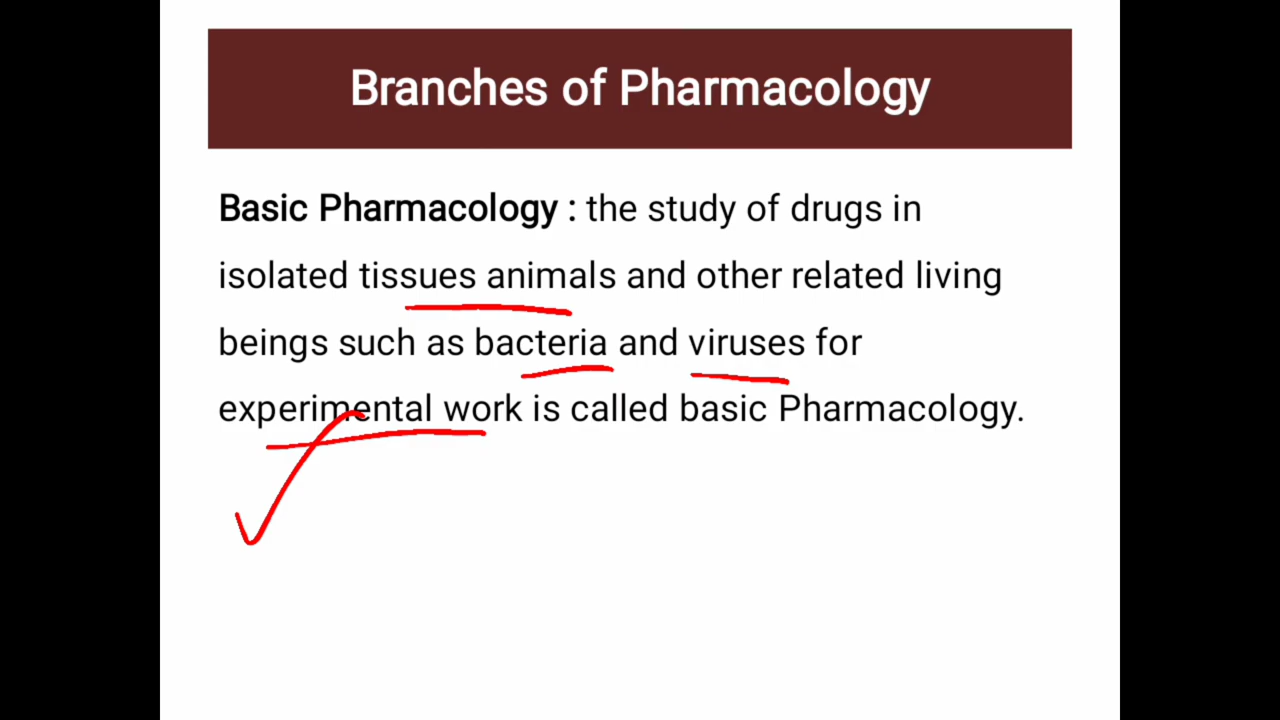 Branches of Pharmacology
Basic Pharmacology : the study of drugs in
isolated tissues animals and other related living
beings such as bacteria and viruses for
experimental work is called basic Pharmacology.